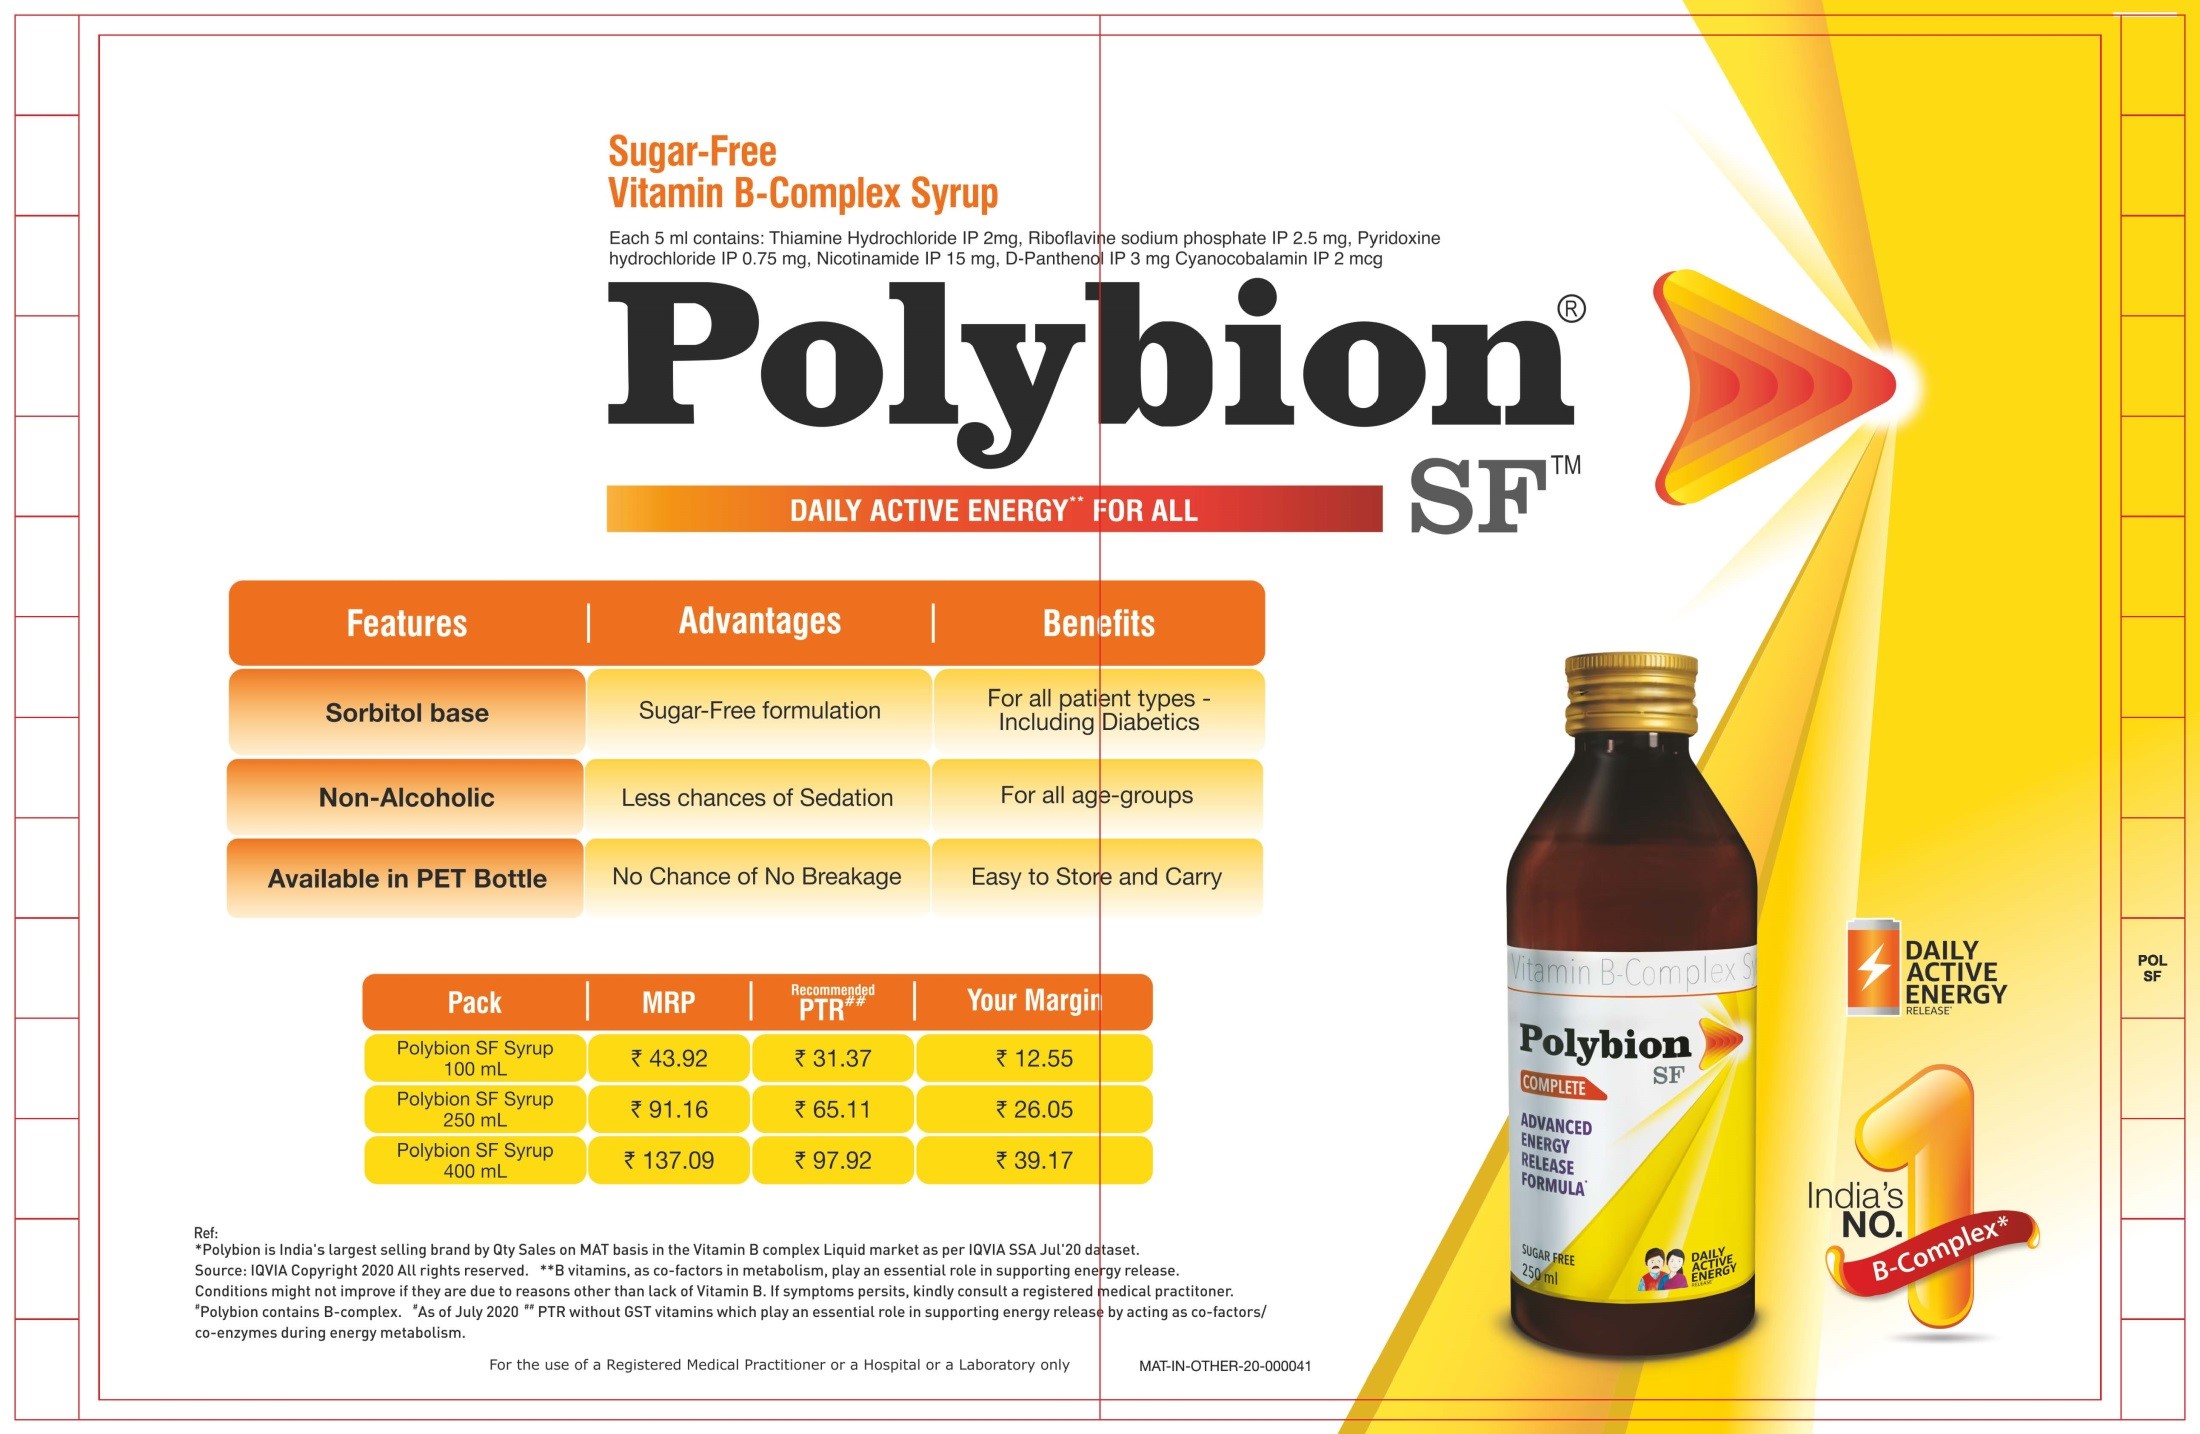 Sugar-Free
Vitamin B-Complex Syrup
Each 5 ml contains: Thiamine Hydrochloride IP 2mg, Riboflavine sodium phosphate IP 2.5 mg, Pyridoxine
hydrochloride IP 0.75 mg, Nicotinamide IP 15 mg, D-Panthenol IP 3 mg Cyanocobalamin IP 2 mcg
Polybion®
SF™
DAILY ACTIVE ENERGY** FOR ALL
Features | Advantages | Benefits
Sorbitol base Sugar-Free formulation For all patient types -
Including Diabetics
Non-Alcoholic Less chances of Sedation For all age-groups
Available in PET Bottle No Chance of No Breakage Easy to Store and Carry
Pack | MRP | Recommended PTR## | Your Margin
Polybion SF Syrup
100 mL ₹ 43.92 ₹ 31.37 ₹ 12.55
Polybion SF Syrup
250 mL ₹ 91.16 ₹ 65.11 ₹ 26.05
Polybion SF Syrup
400 mL ₹ 137.09 ₹ 97.92 ₹ 39.17
Ref:
*Polybion is India's largest selling brand by Qty Sales on MAT basis in the Vitamin B complex Liquid market as per IQVIA SSA Jul'20 dataset.
Source: IQVIA Copyright 2020 All rights reserved. **B vitamins, as co-factors in metabolism, play an essential role in supporting energy release.
Conditions might not improve if they are due to reasons other than lack of Vitamin B. If symptoms persits, kindly consult a registered medical practitoner.
#Polybion contains B-complex. #As of July 2020 ## PTR without GST vitamins which play an essential role in supporting energy release by acting as co-factors/
co-enzymes during energy metabolism.
For the use of a Registered Medical Practitioner or a Hospital or a Laboratory only
MAT-IN-OTHER-20-000041
Vitamin B-Complex Sy
Polybion
SF
COMPLETE
ADVANCED
ENERGY
RELEASE
FORMULA*
SUGAR FREE
250 ml
DAILY
ACTIVE
ENERGY
RELEASE
DAILY
ACTIVE
ENERGY
RELEASE*
India's
NO. 1
B-Complex*
POL
SF